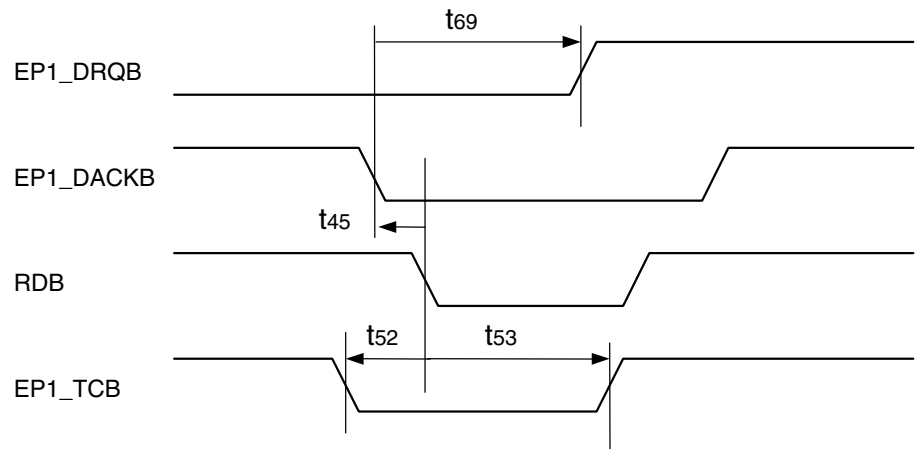 t69
EP1_DRQB
EP1_DACKB
t45
RDB
t52 t53
EP1_TCB